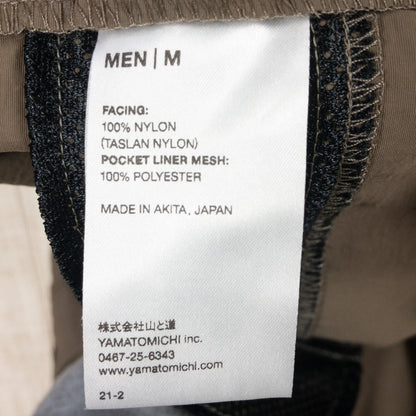 MEN | M
FACING:
100% NYLON
(TASLAN NYLON)
POCKET LINER MESH:
100% POLYESTER
MADE IN AKITA, JAPAN
株式会社山と道
YAMATOMICHI inc.
0467-25-6343
www.yamatomichi.com
21-2